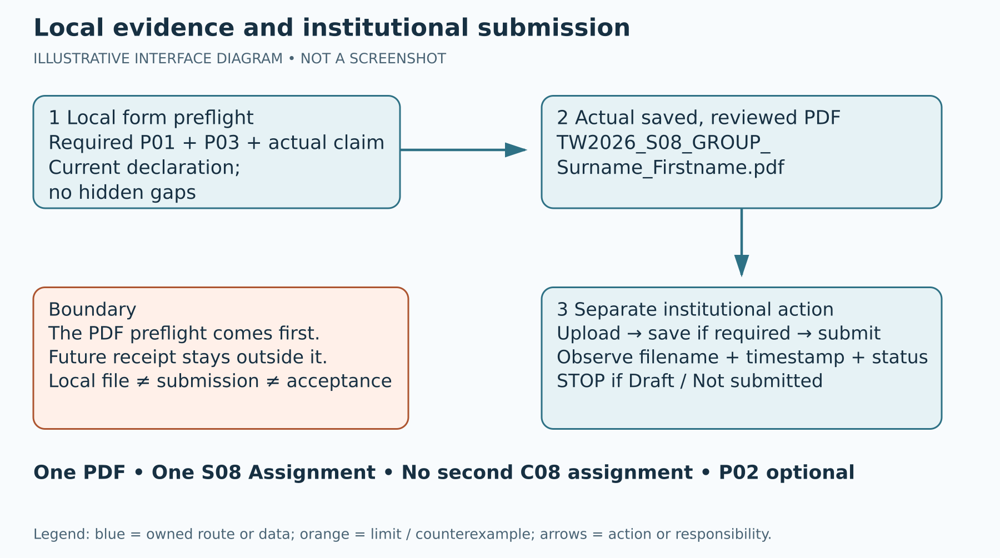 Local evidence and institutional submission
ILLUSTRATIVE INTERFACE DIAGRAM • NOT A SCREENSHOT
1 Local form preflight
Required P01 + P03 + actual claim
Current declaration;
no hidden gaps
2 Actual saved, reviewed PDF
TW2026_S08_GROUP_
Surname_Firstname.pdf
Boundary
The PDF preflight comes first.
Future receipt stays outside it.
Local file ≠ submission ≠ acceptance
3 Separate institutional action
Upload → save if required → submit
Observe filename + timestamp + status
STOP if Draft / Not submitted
One PDF • One S08 Assignment • No second C08 assignment • P02 optional
Legend: blue = owned route or data; orange = limit / counterexample; arrows = action or responsibility.